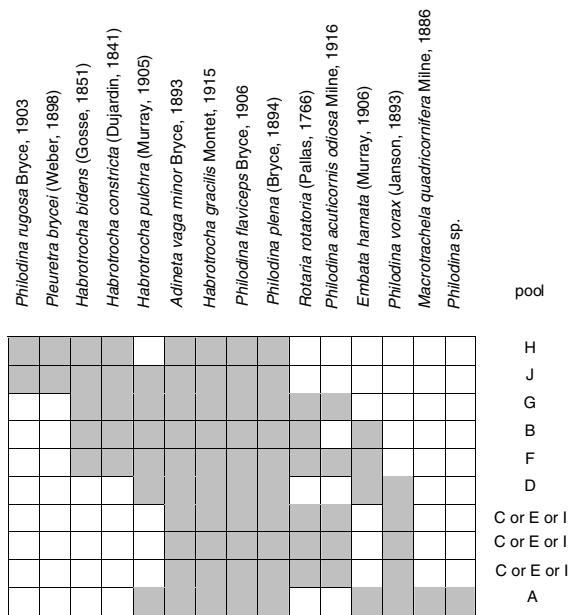 Philodina rugosa Bryce, 1903
Pleuretra brycei (Weber, 1898)
Habrotrocha bidens (Gosse, 1851)
Habrotrocha constricta (Dujardin, 1841)
Habrotrocha pulchra (Murray, 1905)
Adineta vaga minor Bryce, 1893
Habrotrocha gracilis Montet, 1915
Philodina flaviceps Bryce, 1906
Philodina plena (Bryce, 1894)
Rotaria rotatoria (Pallas, 1766)
Philodina acuticornis odiosa Milne, 1916
Embata hamata (Murray, 1906)
Philodina vorax (Janson, 1893)
Macrotrachela quadricornifera Milne, 1886
Philodina sp.
pool
H
J
G
B
F
D
C or E or I
C or E or I
C or E or I
A